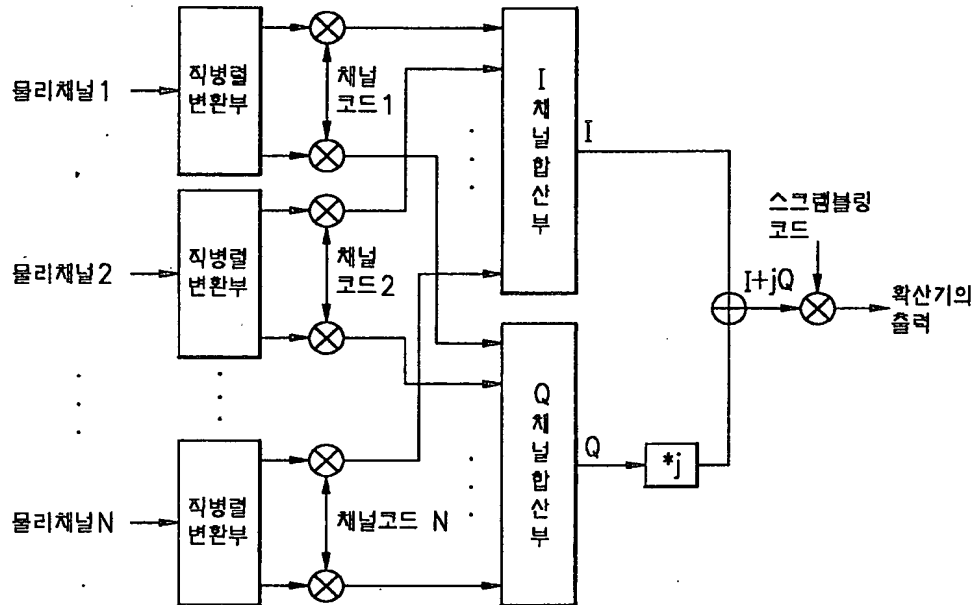 물리채널 1
직병렬
변환부
채널
코드 1
I
채
널
합
산
부
I
스크램블링
코드
물리채널 2
직병렬
변환부
채널
코드 2
I+jQ
확산기의
출력
Q
채
널
합
산
부
Q
*j
물리채널 N
직병렬
변환부
채널코드 N